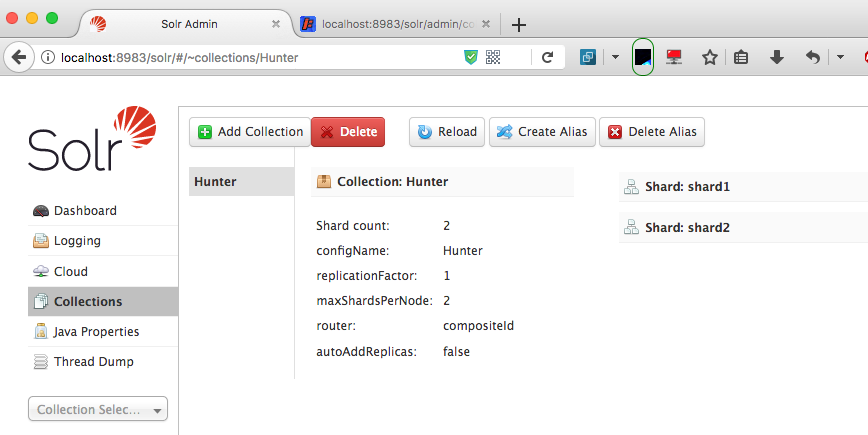 Solr Admin
localhost:8983/solr/admin/co
localhost:8983/solr/#/~collections/Hunter
Solr
Add Collection
Delete
Reload
Create Alias
Delete Alias
Hunter
Collection: Hunter
Shard: shard1
Shard: shard2
Shard count: 2
configName: Hunter
replicationFactor: 1
maxShardsPerNode: 2
router: compositeId
autoAddReplicas: false
Dashboard
Logging
Cloud
Collections
Java Properties
Thread Dump
Collection Selec...